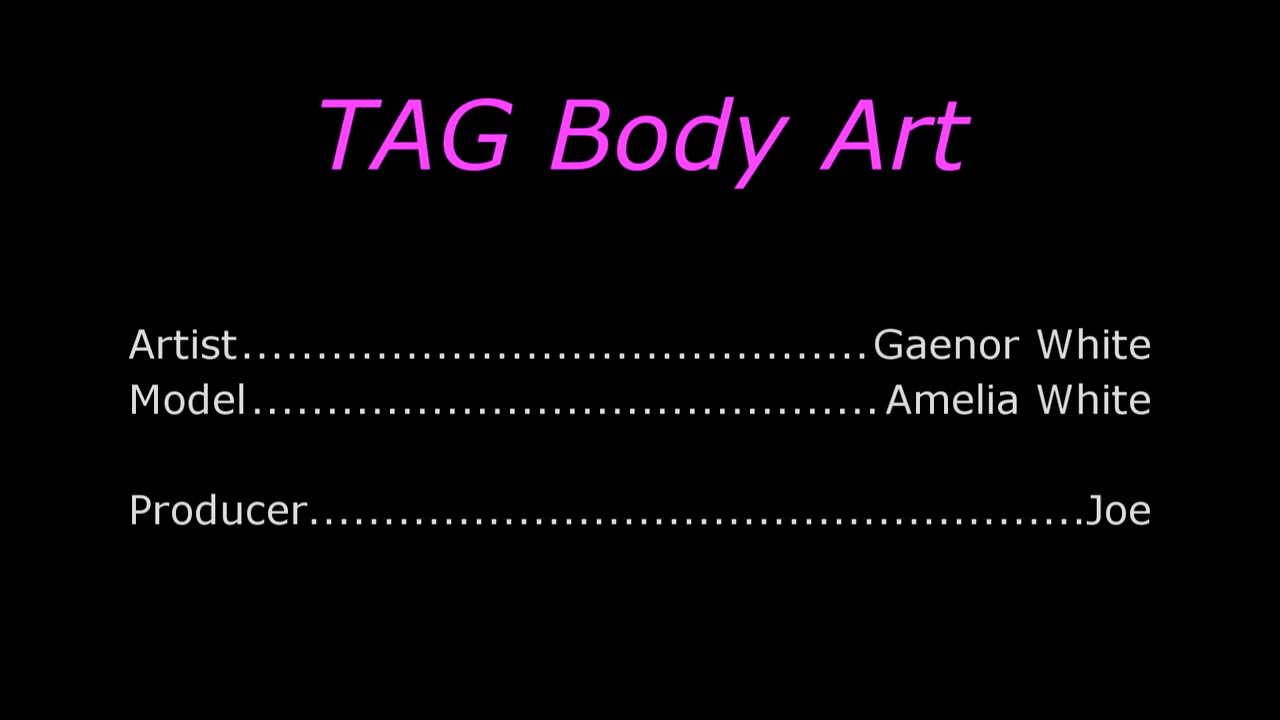 TAG Body Art
Artist..........................................Gaenor White
Model..........................................Amelia White
Producer....................................................Joe